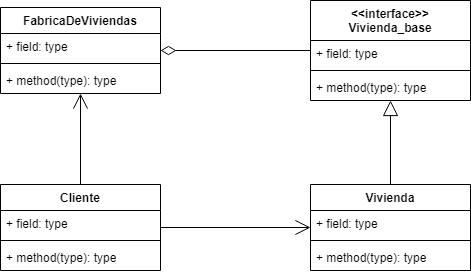 FabricaDeViviendas
+ field: type
+ method(type): type
<<interface>>
Vivienda_base
+ field: type
+ method(type): type
Cliente
+ field: type
+ method(type): type
Vivienda
+ field: type
+ method(type): type